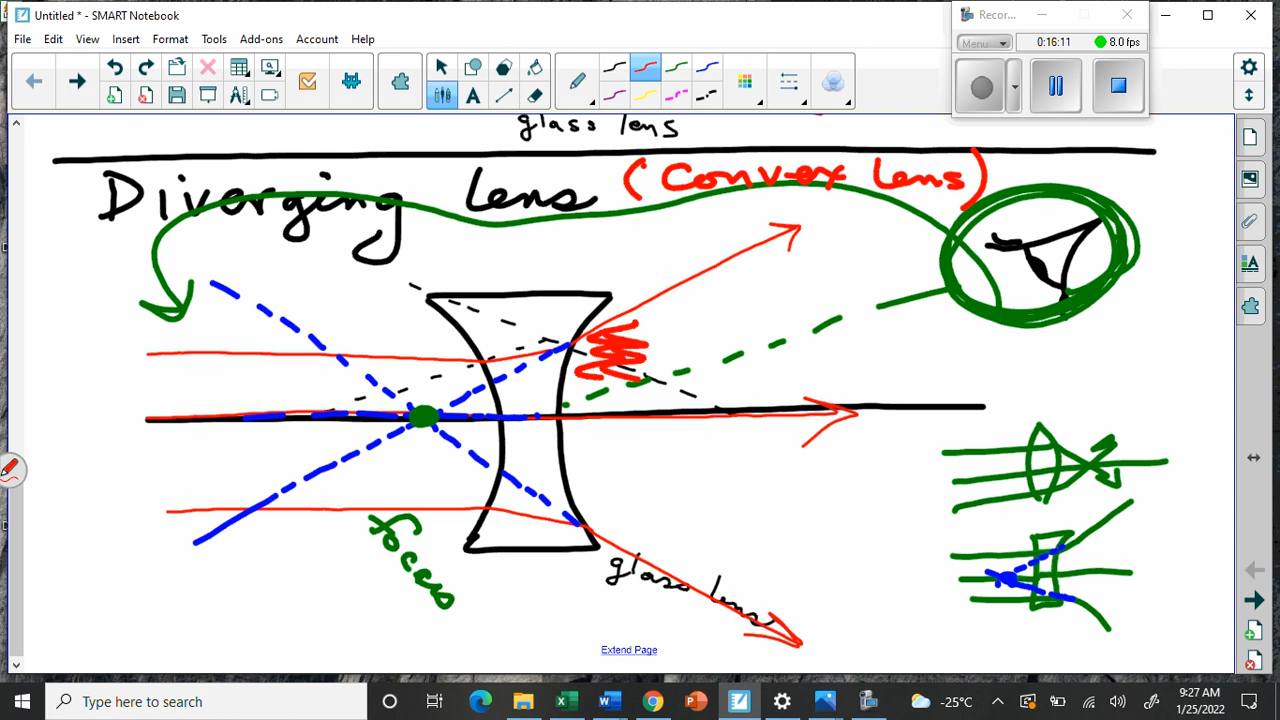 Untitled * - SMART Notebook
Recor...
File Edit View Insert Format Tools Add-ons Account Help
Menu
0:16:11
8.0 fps
glass lens
Diverging lens (Convex lens)
focus
glass lens
Extend Page
Type here to search
-25°C
9:27 AM
1/25/2022